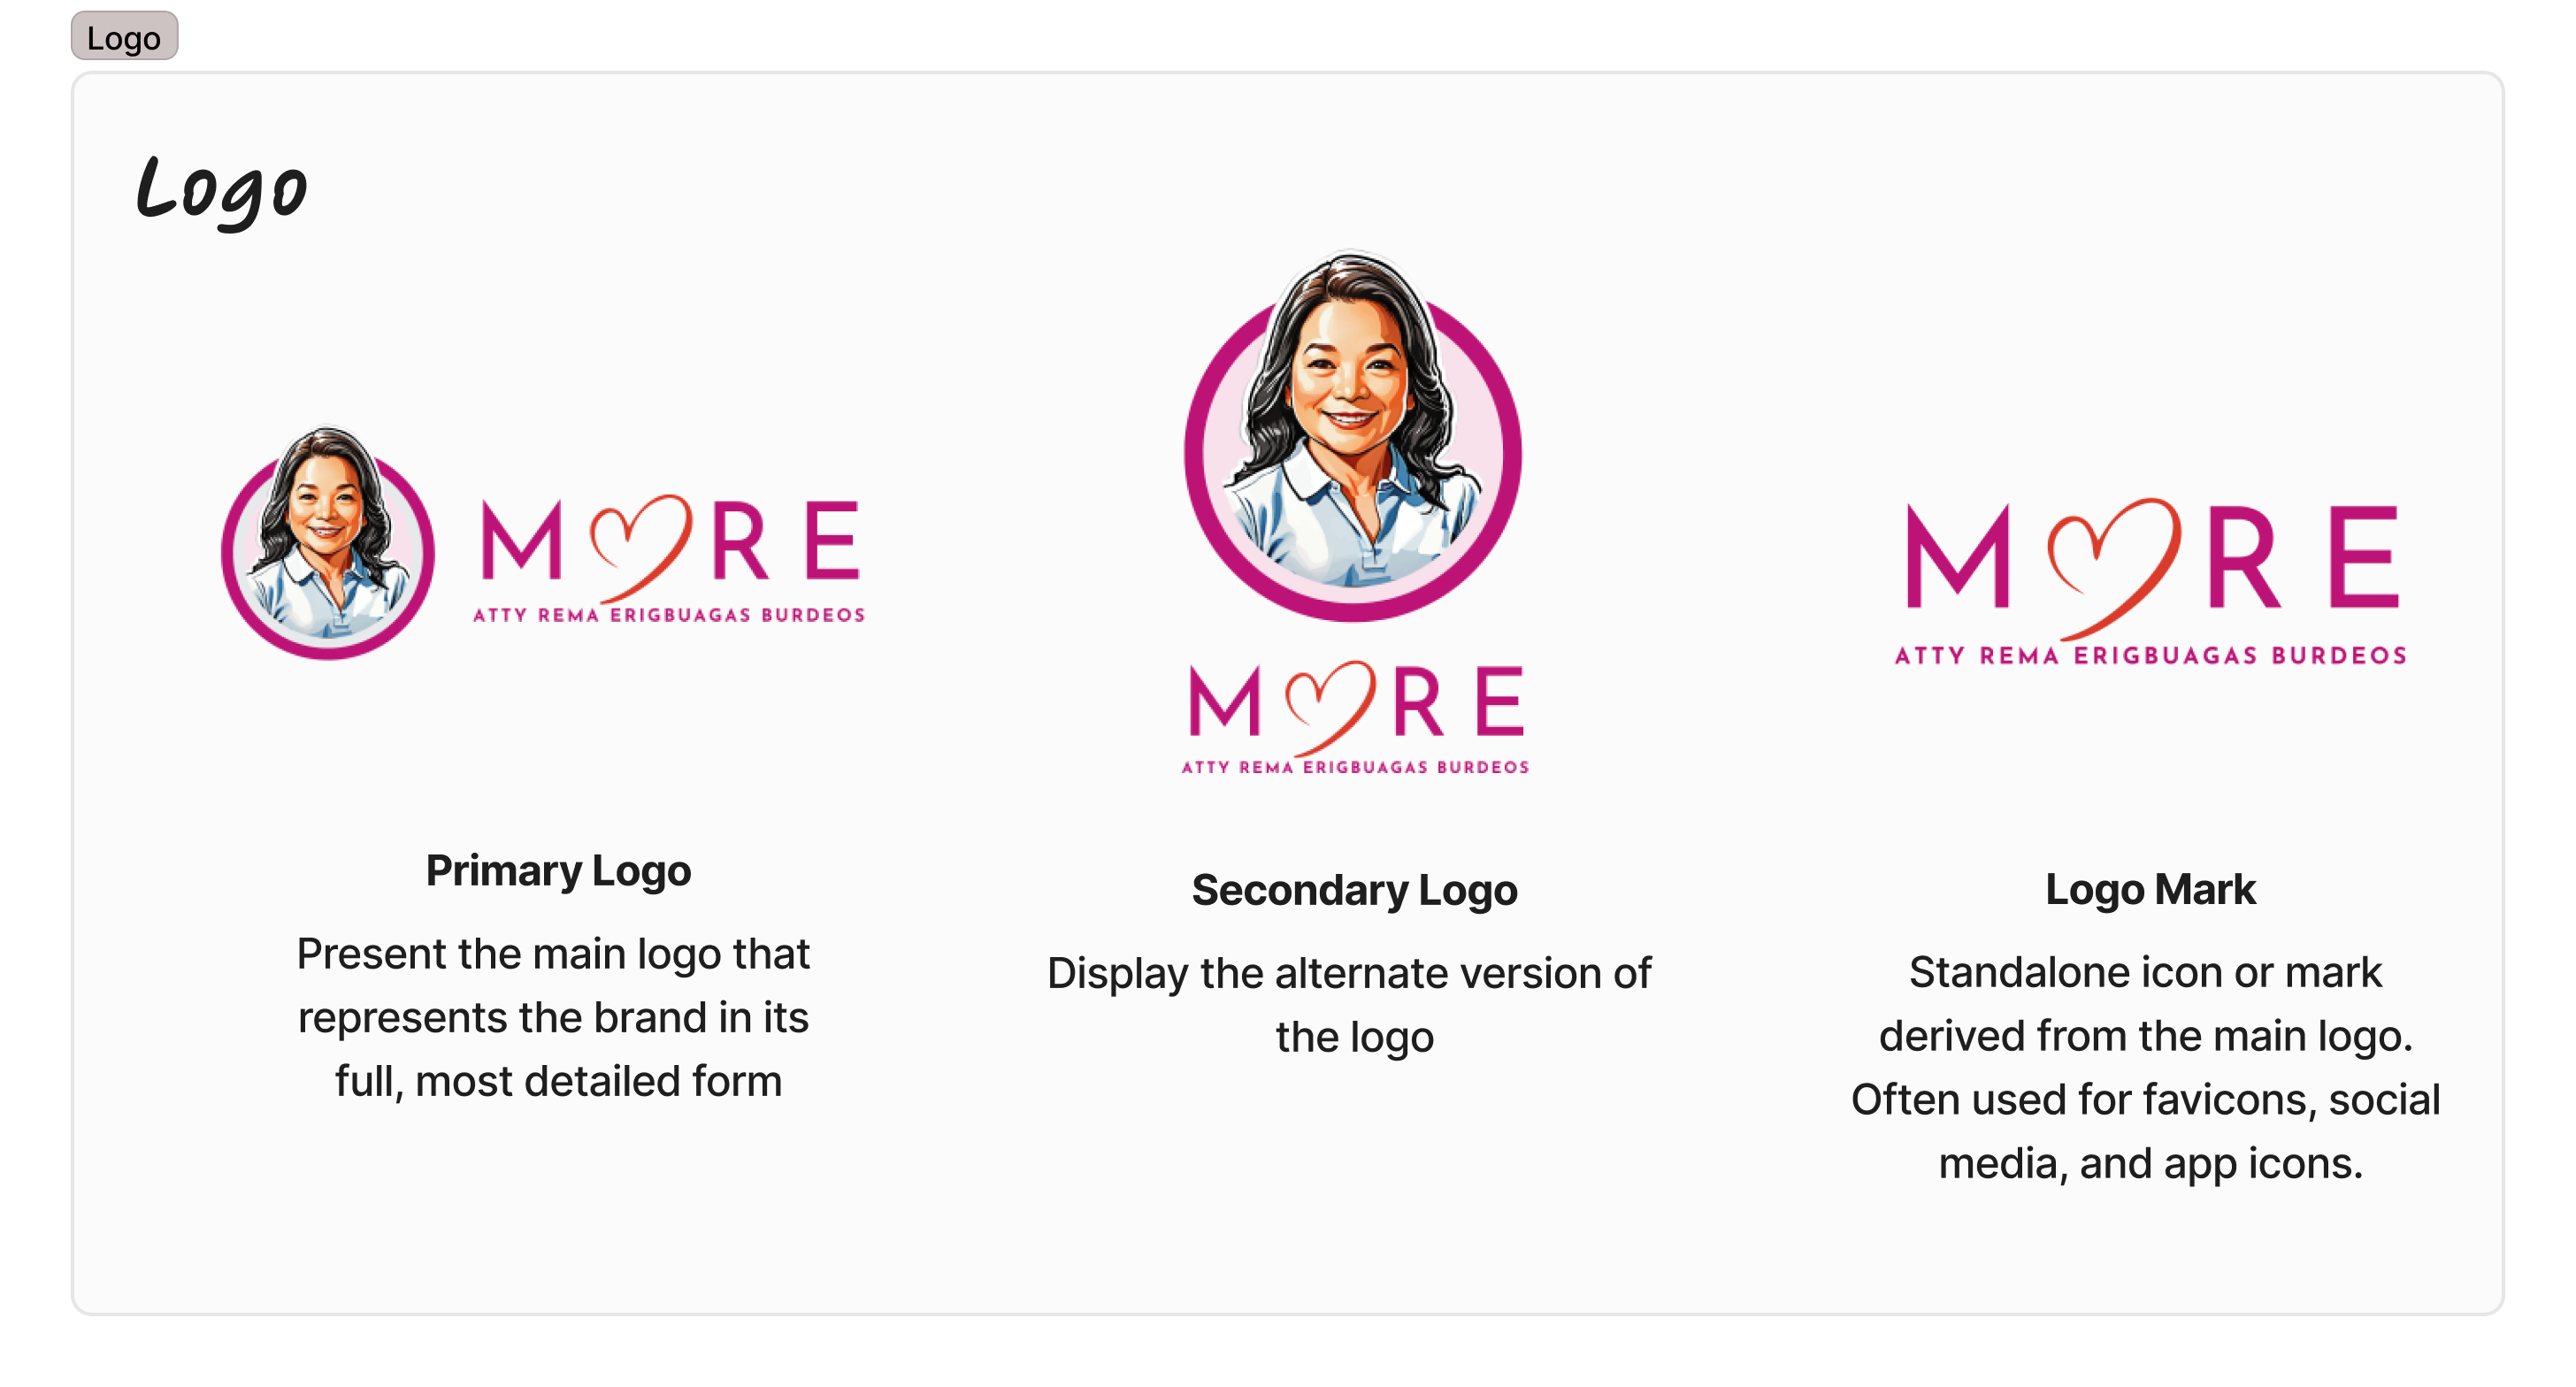 Logo
Logo
MORE
ATTY REMA ERIGBUAGAS BURDEOS
MORE
ATTY REMA ERIGBUAGAS BURDEOS
MORE
ATTY REMA ERIGBUAGAS BURDEOS
Primary Logo
Present the main logo that
represents the brand in its
full, most detailed form
Secondary Logo
Display the alternate version of
the logo
Logo Mark
Standalone icon or mark
derived from the main logo.
Often used for favicons, social
media, and app icons.